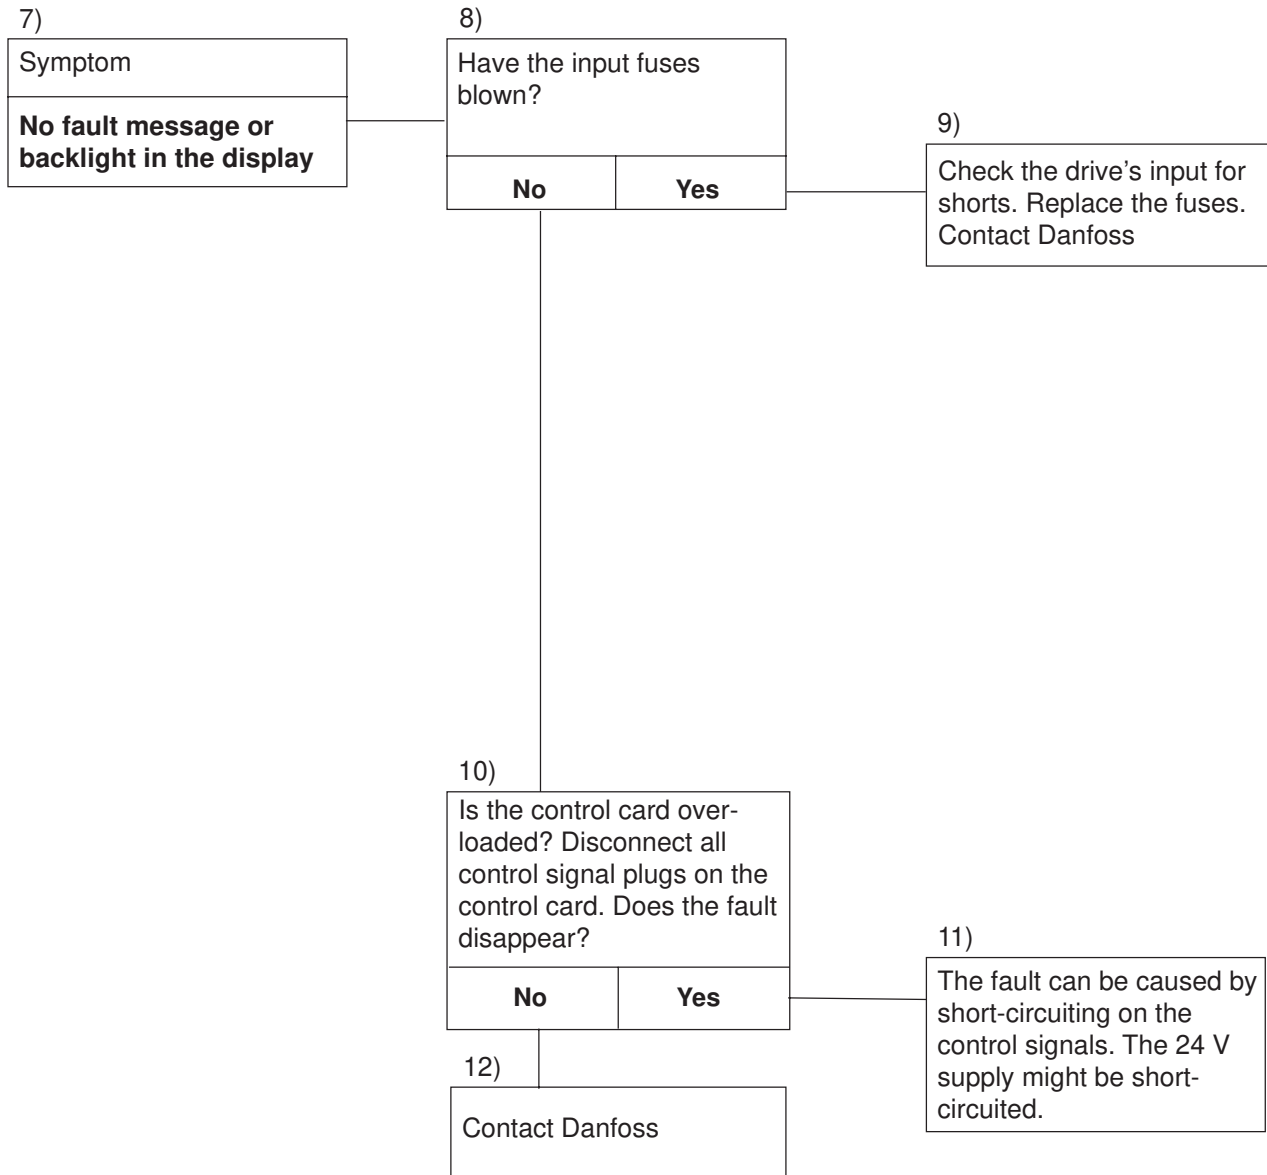 7)
Symptom
No fault message or
backlight in the display
8)
Have the input fuses
blown?
No
Yes
9)
Check the drive's input for
shorts. Replace the fuses.
Contact Danfoss
10)
Is the control card over-
loaded? Disconnect all
control signal plugs on the
control card. Does the fault
disappear?
No
Yes
11)
The fault can be caused by
short-circuiting on the
control signals. The 24 V
supply might be short-
circuited.
12)
Contact Danfoss